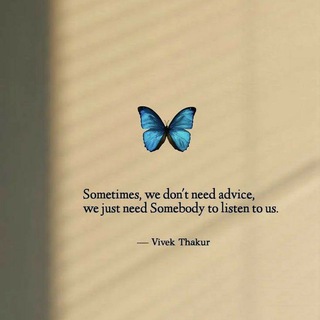 Sometimes, we don't need advice,
we just need Somebody to listen to us.
— Vivek Thakur